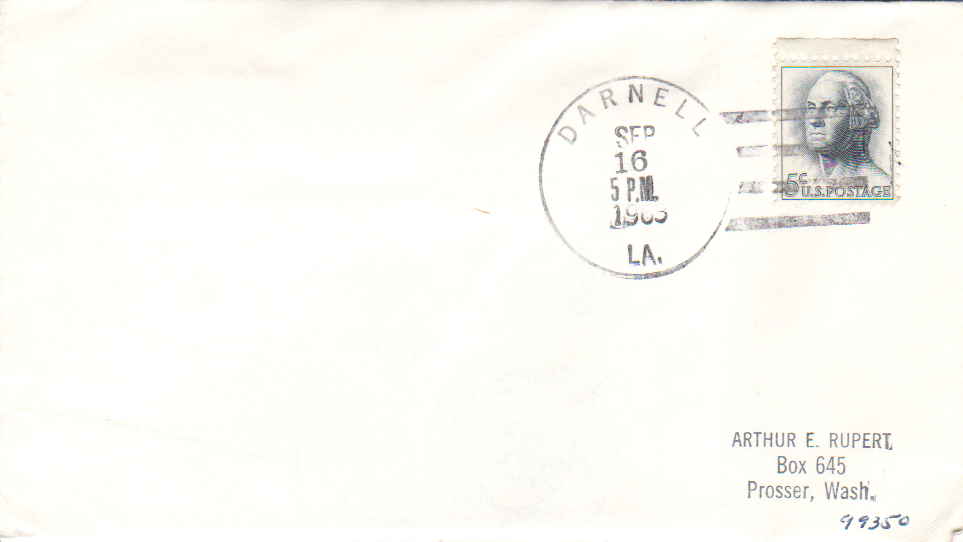 DARNELL
SEP
16
5 P.M.
LA.
5¢
U.S.POSTAGE
ARTHUR E. RUPERT
Box 645
Prosser, Wash.
99350